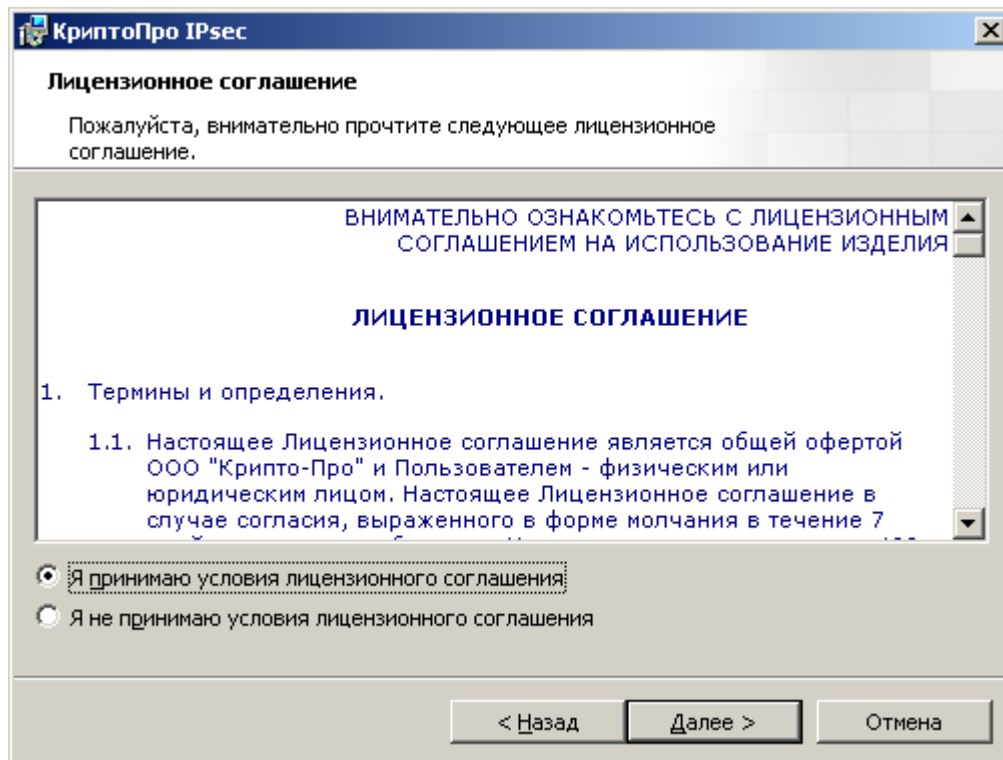 КриптоПро IPsec
Лицензионное соглашение
Пожалуйста, внимательно прочтите следующее лицензионное
соглашение.
ВНИМАТЕЛЬНО ОЗНАКОМЬТЕСЬ С ЛИЦЕНЗИОННЫМ
СОГЛАШЕНИЕМ НА ИСПОЛЬЗОВАНИЕ ИЗДЕЛИЯ
ЛИЦЕНЗИОННОЕ СОГЛАШЕНИЕ
1. Термины и определения.
1.1. Настоящее Лицензионное соглашение является общей офертой
ООО "Крипто-Про" и Пользователем - физическим или
юридическим лицом. Настоящее Лицензионное соглашение в
случае согласия, выраженного в форме молчания в течение 7
Я принимаю условия лицензионного соглашения
Я не принимаю условия лицензионного соглашения
< Назад
Далее >
Отмена